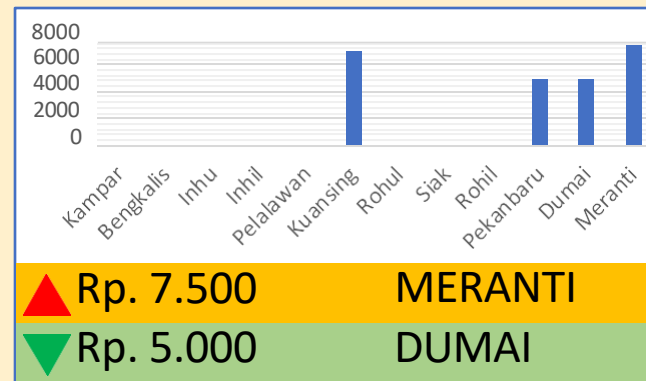 8000
6000
4000
2000
0
Kampar
Bengkalis
Inhu
Inhil
Pelalawan
Kuansing
Rohul
Siak
Rohil
Pekanbaru
Dumai
Meranti
Rp. 7.500 MERANTI
Rp. 5.000 DUMAI